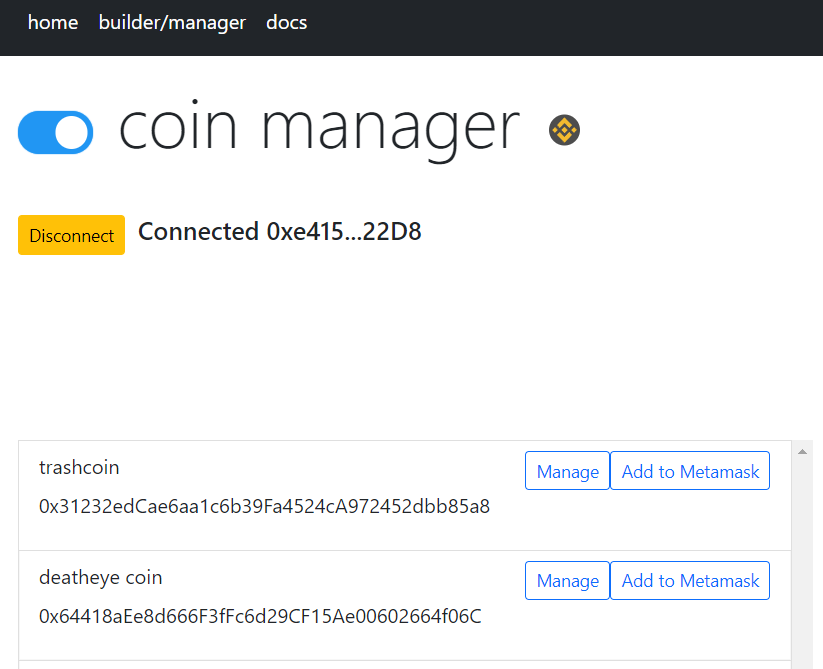 home builder/manager docs
coin manager
Disconnect Connected 0xe415...22D8
trashcoin Manage Add to Metamask
0x31232edCae6aa1c6b39Fa4524cA972452dbb85a8
deatheye coin Manage Add to Metamask
0x64418aEe8d666F3fFc6d29CF15Ae00602664f06C